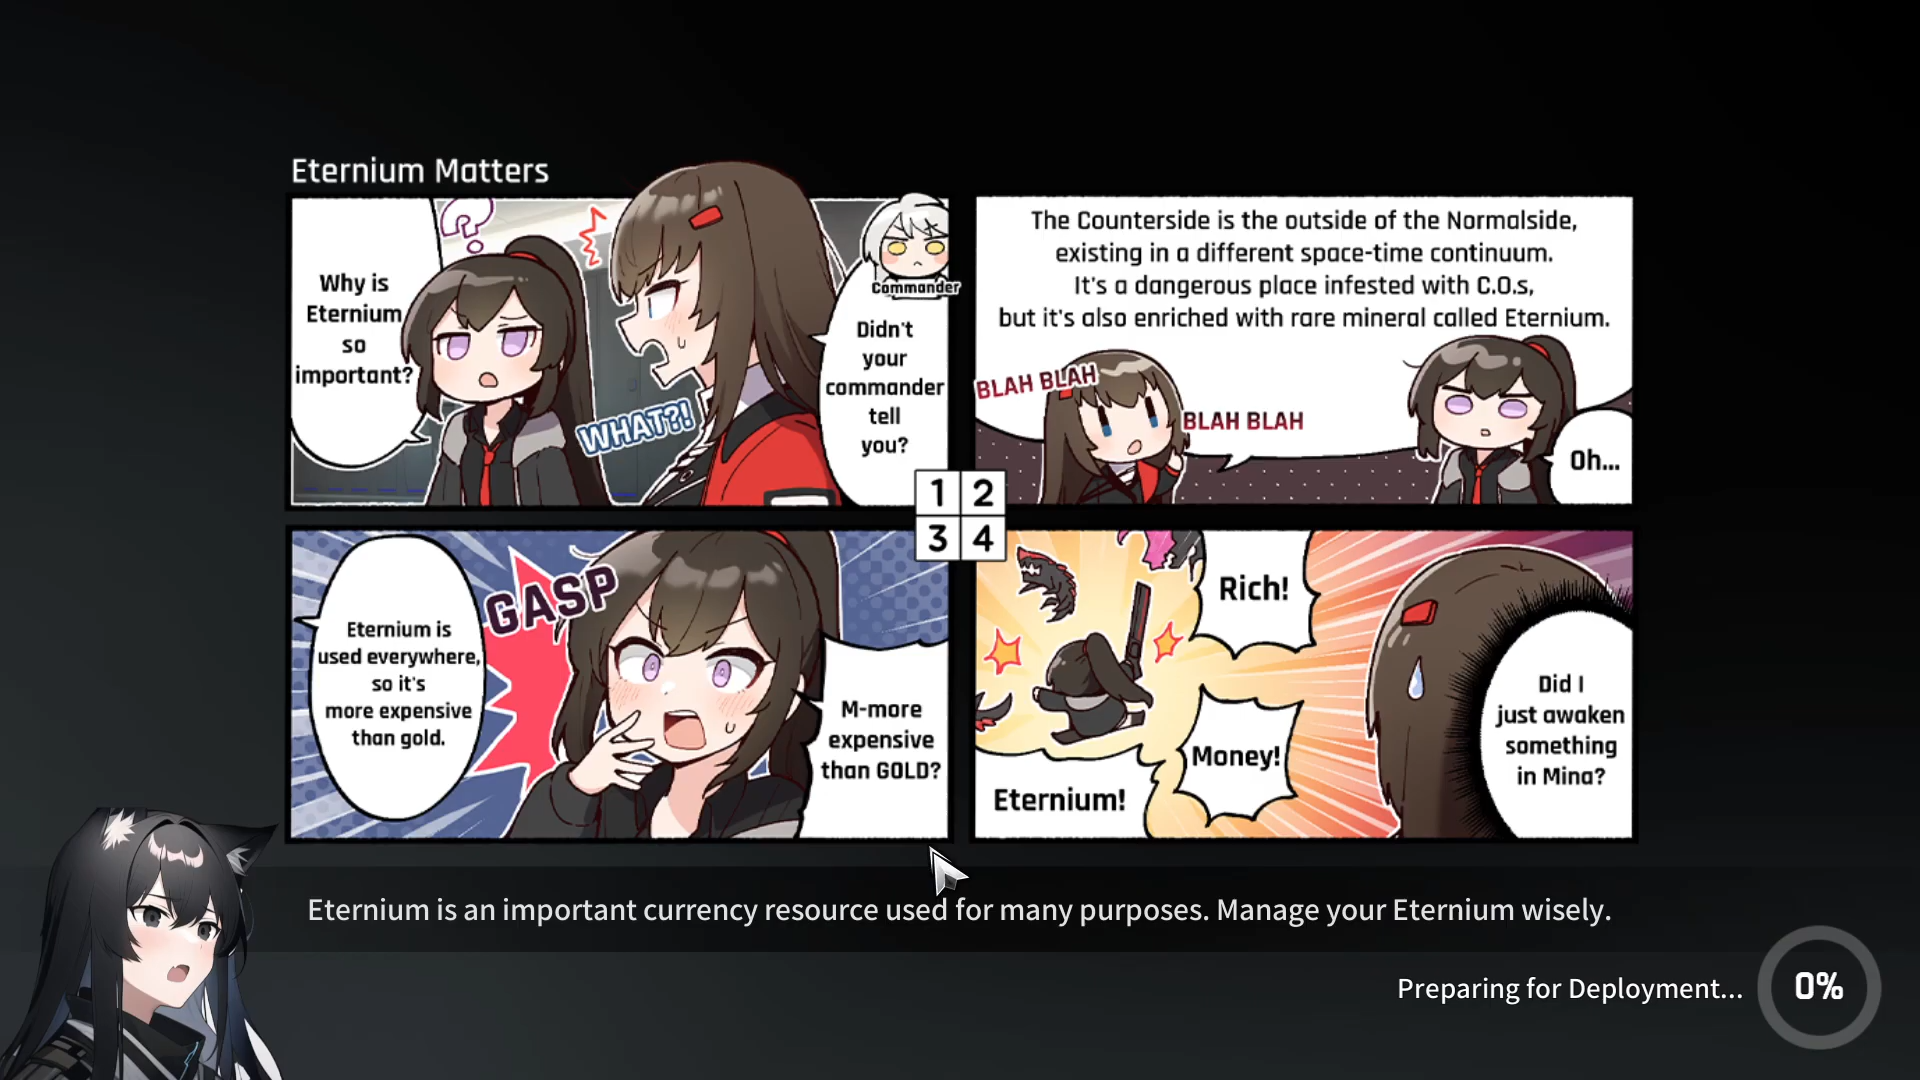 Eternium Matters
Why is
Eternium
so
important?
?
WHAT?!
Commander
Didn't
your
commander
tell
you?
The Counterside is the outside of the Normalside,
existing in a different space-time continuum.
It's a dangerous place infested with C.O.s,
but it's also enriched with rare mineral called Eternium.
BLAH BLAH
BLAH BLAH
Oh...
1 2
3 4
Eternium is
used everywhere,
so it's
more expensive
than gold.
GASP
M-more
expensive
than GOLD?
Rich!
Money!
Eternium!
Did I
just awaken
something
in Mina?
Eternium is an important currency resource used for many purposes. Manage your Eternium wisely.
Preparing for Deployment...
0%